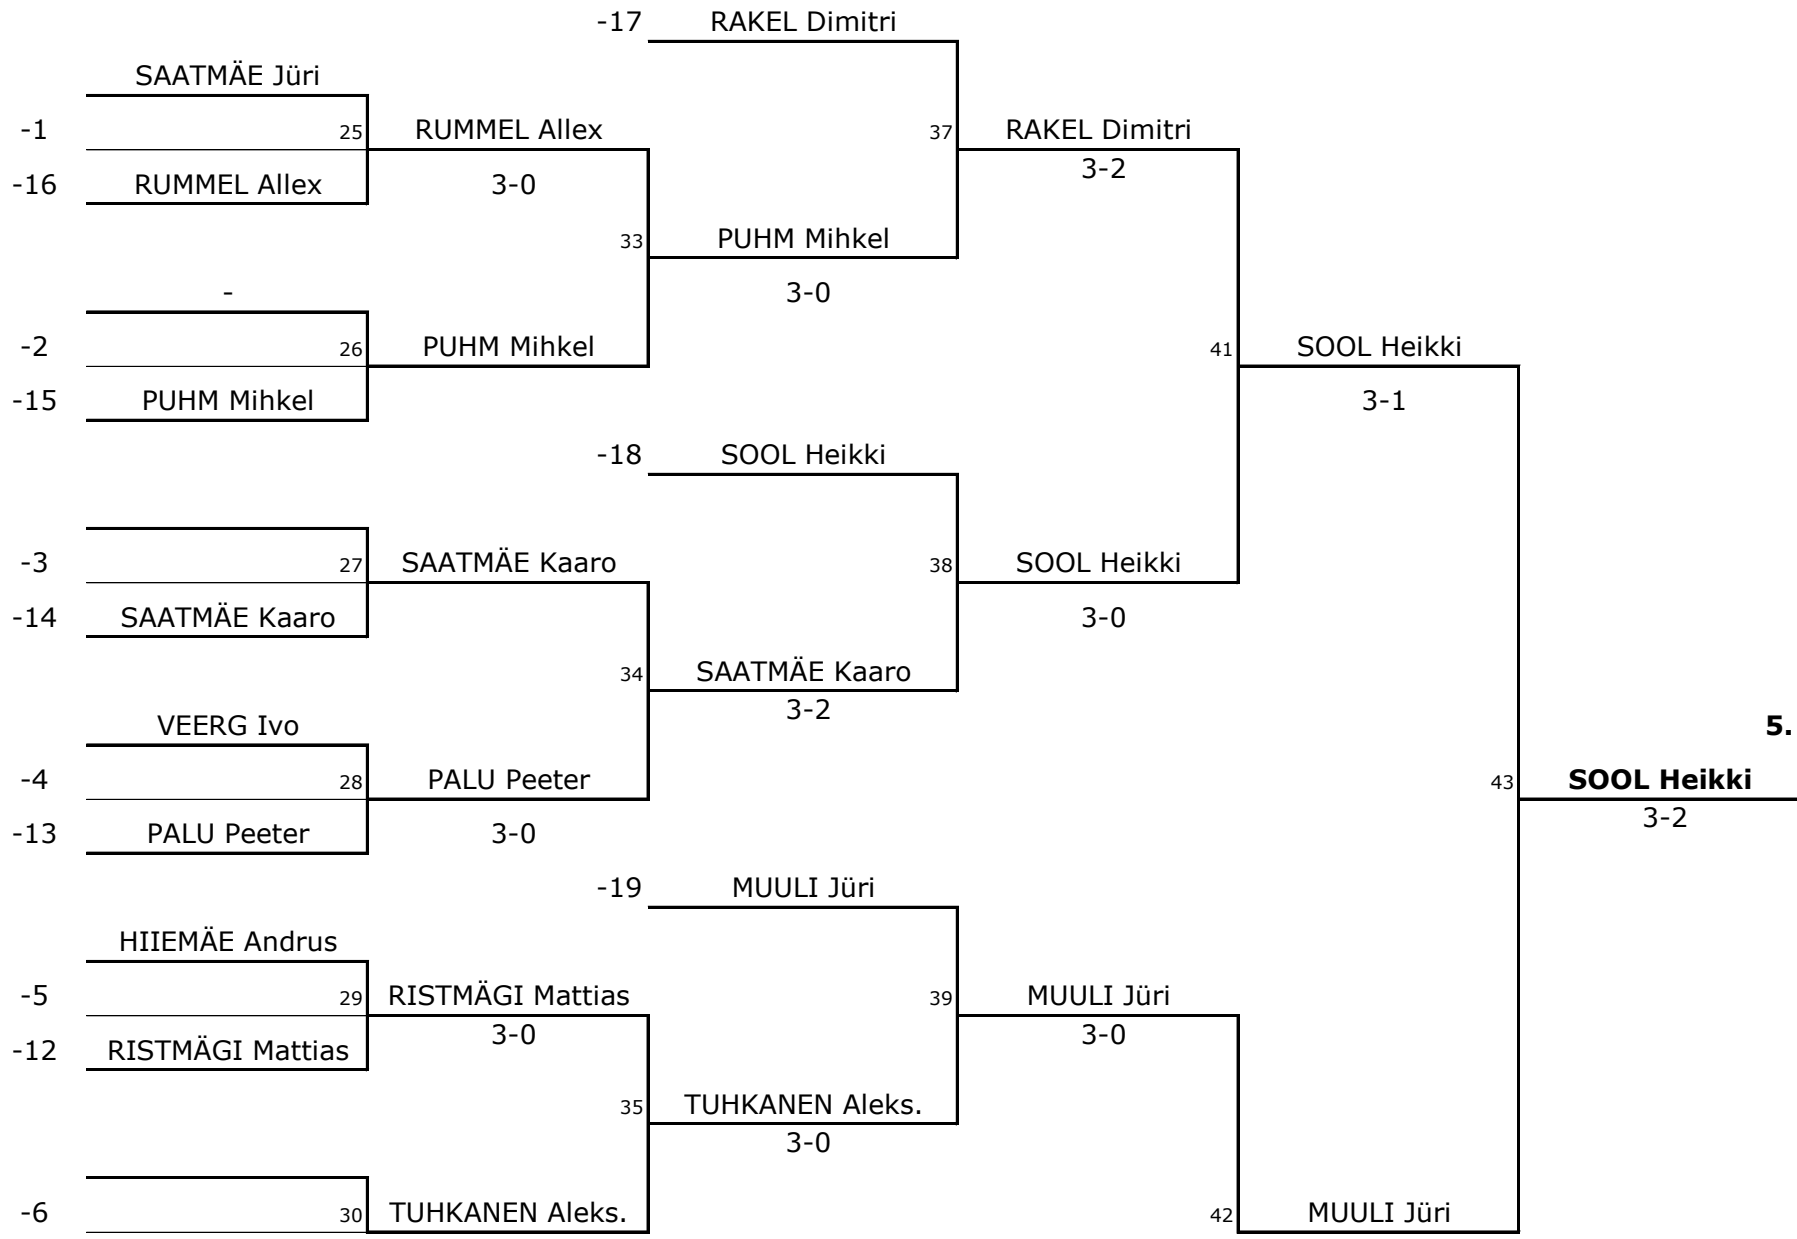 -17 RAKEL Dimitri
SAATMÄE Jüri
-1 25 RUMMEL Allex 37 RAKEL Dimitri
3-2
-16 RUMMEL Allex 3-0
33 PUHM Mihkel
- 3-0
-2 26 PUHM Mihkel 41 SOOL Heikki
-15 PUHM Mihkel 3-1
-18 SOOL Heikki
-3 27 SAATMÄE Kaaro 38 SOOL Heikki
-14 SAATMÄE Kaaro 3-0
34 SAATMÄE Kaaro
3-2
VEERG Ivo 5.
-4 28 PALU Peeter 43 SOOL Heikki
3-2
-13 PALU Peeter 3-0
-19 MUULI Jüri
HIIEMÄE Andrus
-5 29 RISTMÄGI Mattias 39 MUULI Jüri
3-0 3-0
-12 RISTMÄGI Mattias
35 TUHKANEN Aleks.
3-0
-6 30 TUHKANEN Aleks. 42 MUULI Jüri